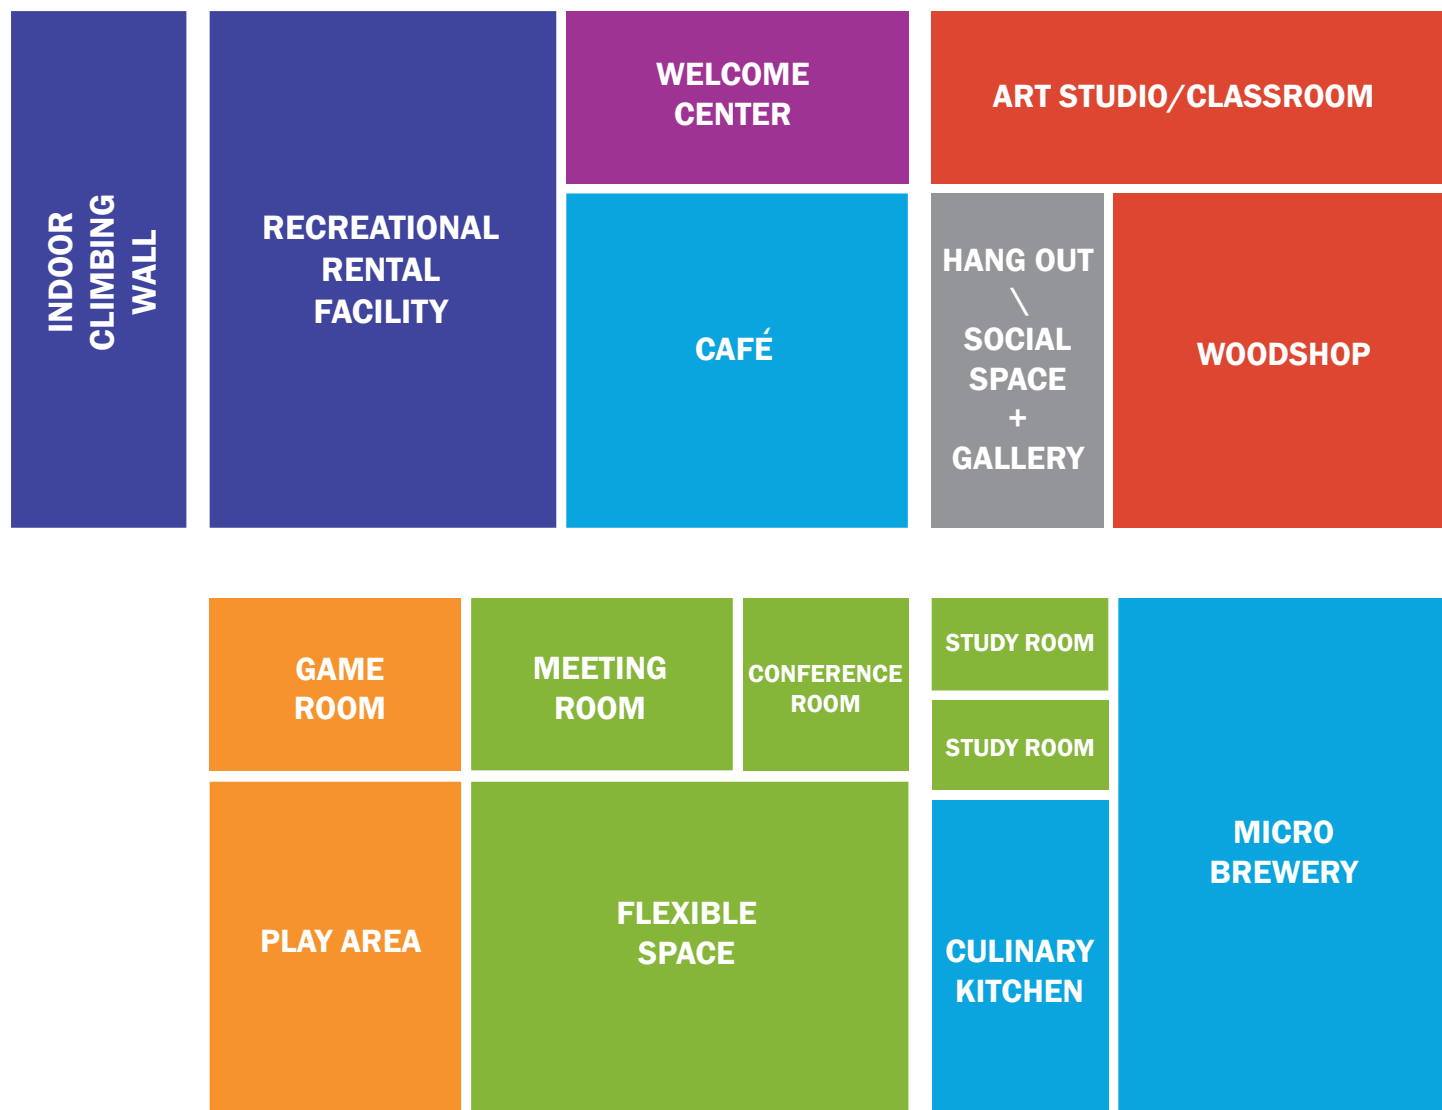 INDOOR
CLIMBING
WALL
RECREATIONAL
RENTAL
FACILITY
WELCOME
CENTER
CAFÉ
ART STUDIO/CLASSROOM
HANG OUT
\
SOCIAL
SPACE
+
GALLERY
WOODSHOP
GAME
ROOM
MEETING
ROOM
CONFERENCE
ROOM
STUDY ROOM
STUDY ROOM
MICRO
BREWERY
PLAY AREA
FLEXIBLE
SPACE
CULINARY
KITCHEN